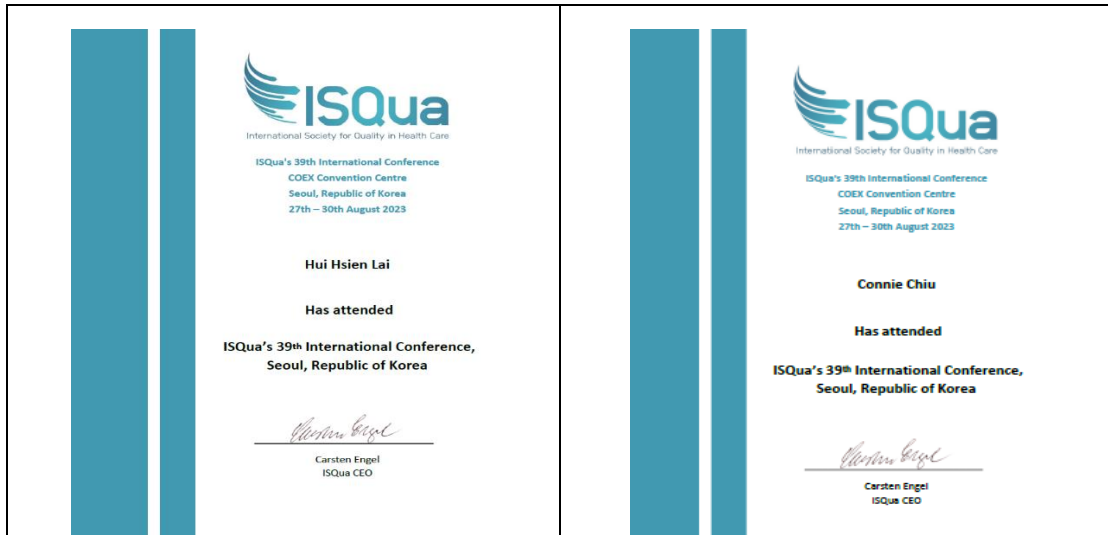 ISQua
International Society for Quality in Health Care
ISQua's 39th International Conference
COEX Convention Centre
Seoul, Republic of Korea
27th – 30th August 2023
Hui Hsien Lai
Has attended
ISQua's 39th International Conference,
Seoul, Republic of Korea
Carsten Engel
Carsten Engel
ISQua CEO
ISQua
International Society for Quality in Health Care
ISQua's 39th International Conference
COEX Convention Centre
Seoul, Republic of Korea
27th – 30th August 2023
Connie Chiu
Has attended
ISQua's 39th International Conference,
Seoul, Republic of Korea
Carsten Engel
Carsten Engel
ISQua CEO